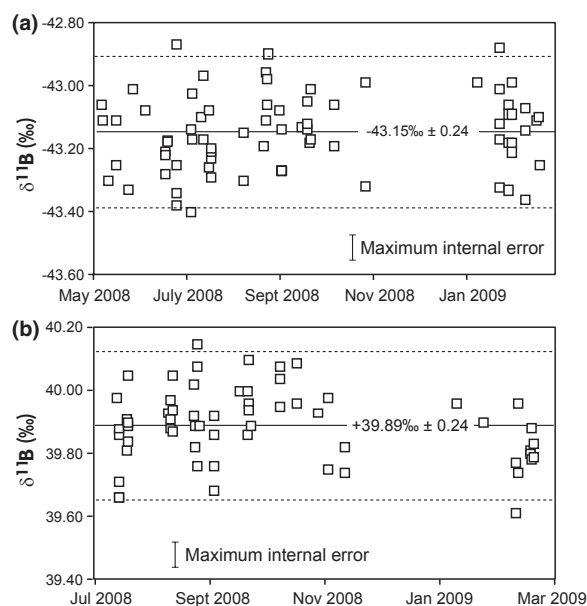 (a)
-42.80
-43.00
-43.20
-43.40
-43.60
δ¹¹B (‰)
-43.15‰ ± 0.24
Maximum internal error
May 2008 July 2008 Sept 2008 Nov 2008 Jan 2009
(b)
40.20
40.00
39.80
39.60
39.40
δ¹¹B (‰)
+39.89‰ ± 0.24
Maximum internal error
Jul 2008 Sept 2008 Nov 2008 Jan 2009 Mar 2009